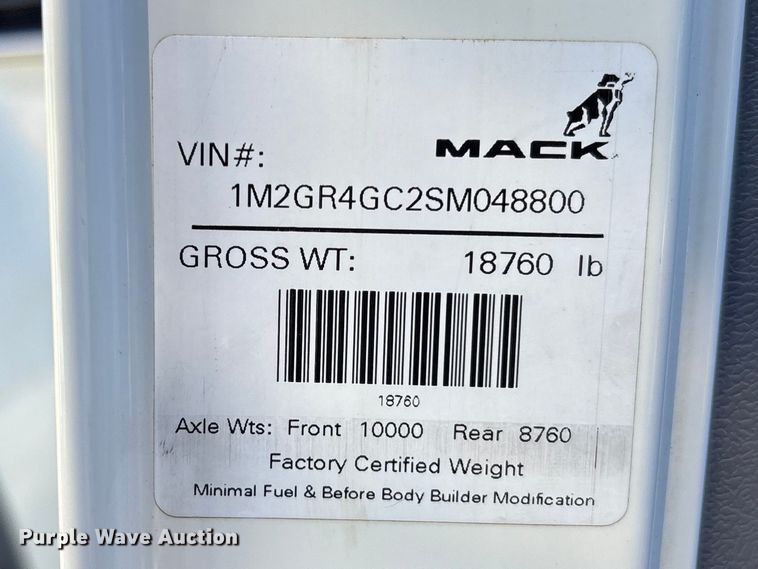 MACK
VIN#:
1M2GR4GC2SM048800
GROSS WT: 18760 lb
18760
Axle Wts: Front 10000 Rear 8760
Factory Certified Weight
Minimal Fuel & Before Body Builder Modification
Purple Wave Auction